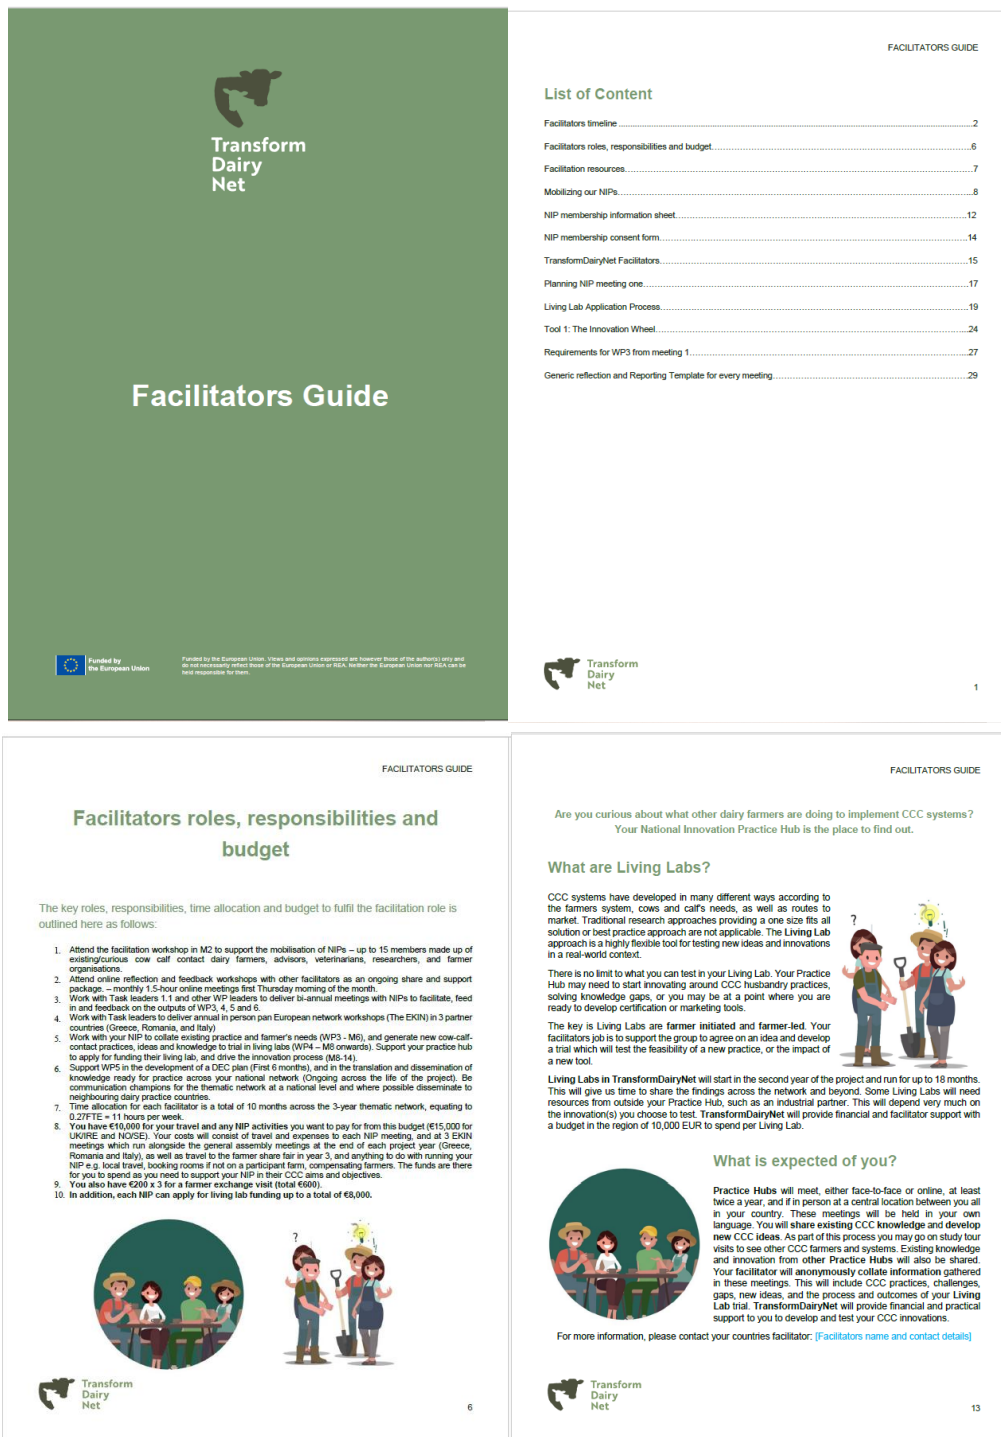 Transform
Dairy
Net
Facilitators Guide
Funded by
the European Union
Funded by the European Union. Views and opinions expressed are however those of the author(s) only and
do not necessarily reflect those of the European Union or REA. Neither the European Union nor REA can be
held responsible for them.
FACILITATORS GUIDE
List of Content
Facilitators timeline ...........................................................................2
Facilitators roles, responsibilities and budget...........................................................................6
Facilitation resources...........................................................................7
Mobilizing our NIPs...........................................................................8
NIP membership information sheet...........................................................................12
NIP membership consent form...........................................................................14
TransformDairyNet Facilitators...........................................................................15
Planning NIP meeting one...........................................................................17
Living Lab Application Process...........................................................................19
Tool 1: The Innovation Wheel...........................................................................24
Requirements for WP3 from meeting 1...........................................................................27
Generic reflection and Reporting Template for every meeting...........................................................................29
Transform
Dairy
Net
1
FACILITATORS GUIDE
Facilitators roles, responsibilities and
budget
The key roles, responsibilities, time allocation and budget to fulfil the facilitation role is
outlined here as follows:
1. Attend the facilitation workshop in M2 to support the mobilisation of NIPs – up to 15 members made up of
existing/curious cow calf contact dairy farmers, advisors, veterinarians, researchers, and farmer
organisations.
2. Attend online reflection and feedback workshops with other facilitators as an ongoing share and support
package. – monthly 1.5-hour online meetings first Thursday morning of the month.
3. Work with Task leaders 1.1 and other WP leaders to deliver bi-annual meetings with NIPs to facilitate, feed
in and feedback on the outputs of WP3, 4, 5 and 6.
4. Work with Task leaders to deliver annual in person pan European network workshops (The EKIN) in 3 partner
countries (Greece, Romania, and Italy)
5. Work with your NIP to collate existing practice and farmer's needs (WP3 - M6), and generate new cow-calf-
contact practices, ideas and knowledge to trial in living labs (WP4 – M8 onwards). Support your practice hub
to apply for funding their living lab, and drive the innovation process (M8-14).
6. Support WP5 in the development of a DEC plan (First 6 months), and in the translation and dissemination of
knowledge ready for practice across your national network (Ongoing across the life of the project). Be
communication champions for the thematic network at a national level and where possible disseminate to
neighbouring dairy practice countries.
7. Time allocation for each facilitator is a total of 10 months across the 3-year thematic network, equating to
0.27FTE = 11 hours per week.
8. You have €10,000 for your travel and any NIP activities you want to pay for from this budget (€15,000 for
UK/IRE and NO/SE). Your costs will consist of travel and expenses to each NIP meeting, and at 3 EKIN
meetings which run alongside the general assembly meetings at the end of each project year (Greece,
Romania and Italy), as well as travel to the farmer share fair in year 3, and anything to do with running your
NIP e.g. local travel, booking rooms if not on a participant farm, compensating farmers. The funds are there
for you to spend as you need to support your NIP in their CCC aims and objectives.
9. You also have €200 x 3 for a farmer exchange visit (total €600).
10. In addition, each NIP can apply for living lab funding up to a total of €8,000.
?
!
Transform
Dairy
Net
6
FACILITATORS GUIDE
Are you curious about what other dairy farmers are doing to implement CCC systems?
Your National Innovation Practice Hub is the place to find out.
What are Living Labs?
CCC systems have developed in many different ways according to
the farmers system, cows and calf's needs, as well as routes to
market. Traditional research approaches providing a one size fits all
solution or best practice approach are not applicable. The Living Lab
approach is a highly flexible tool for testing new ideas and innovations
in a real-world context.
There is no limit to what you can test in your Living Lab. Your Practice
Hub may need to start innovating around CCC husbandry practices,
solving knowledge gaps, or you may be at a point where you are
ready to develop certification or marketing tools.
The key is Living Labs are farmer initiated and farmer-led. Your
facilitators job is to support the group to agree on an idea and develop
a trial which will test the feasibility of a new practice, or the impact of
a new tool.
?
!
Living Labs in TransformDairyNet will start in the second year of the project and run for up to 18 months.
This will give us time to share the findings across the network and beyond. Some Living Labs will need
resources from outside your Practice Hub, such as an industrial partner. This will depend very much on
the innovation(s) you choose to test. TransformDairyNet will provide financial and facilitator support with
a budget in the region of 10,000 EUR to spend per Living Lab.
What is expected of you?
Practice Hubs will meet, either face-to-face or online, at least
twice a year, and if in person at a central location between you all
in your country. These meetings will be held in your own
language. You will share existing CCC knowledge and develop
new CCC ideas. As part of this process you may go on study tour
visits to see other CCC farmers and systems. Existing knowledge
and innovation from other Practice Hubs will also be shared.
Your facilitator will anonymously collate information gathered
in these meetings. This will include CCC practices, challenges,
gaps, new ideas, and the process and outcomes of your Living
Lab trial. TransformDairyNet will provide financial and practical
support to you to develop and test your CCC innovations.
For more information, please contact your countries facilitator: [Facilitators name and contact details]
Transform
Dairy
Net
13